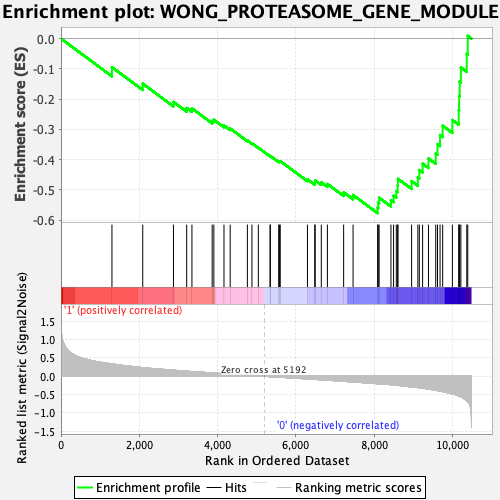 Enrichment plot: WONG_PROTEASOME_GENE_MODULE
Enrichment score (ES)
0.0
-0.1
-0.2
-0.3
-0.4
-0.5
-0.6
'1' (positively correlated)
'0' (negatively correlated)
Zero cross at 5192
Ranked list metric (Signal2Noise)
1.5
1.0
0.5
0.0
-0.5
-1.0
-1.5
0
2,000
4,000
6,000
8,000
10,000
Rank in Ordered Dataset
Enrichment profile
Hits
Ranking metric scores